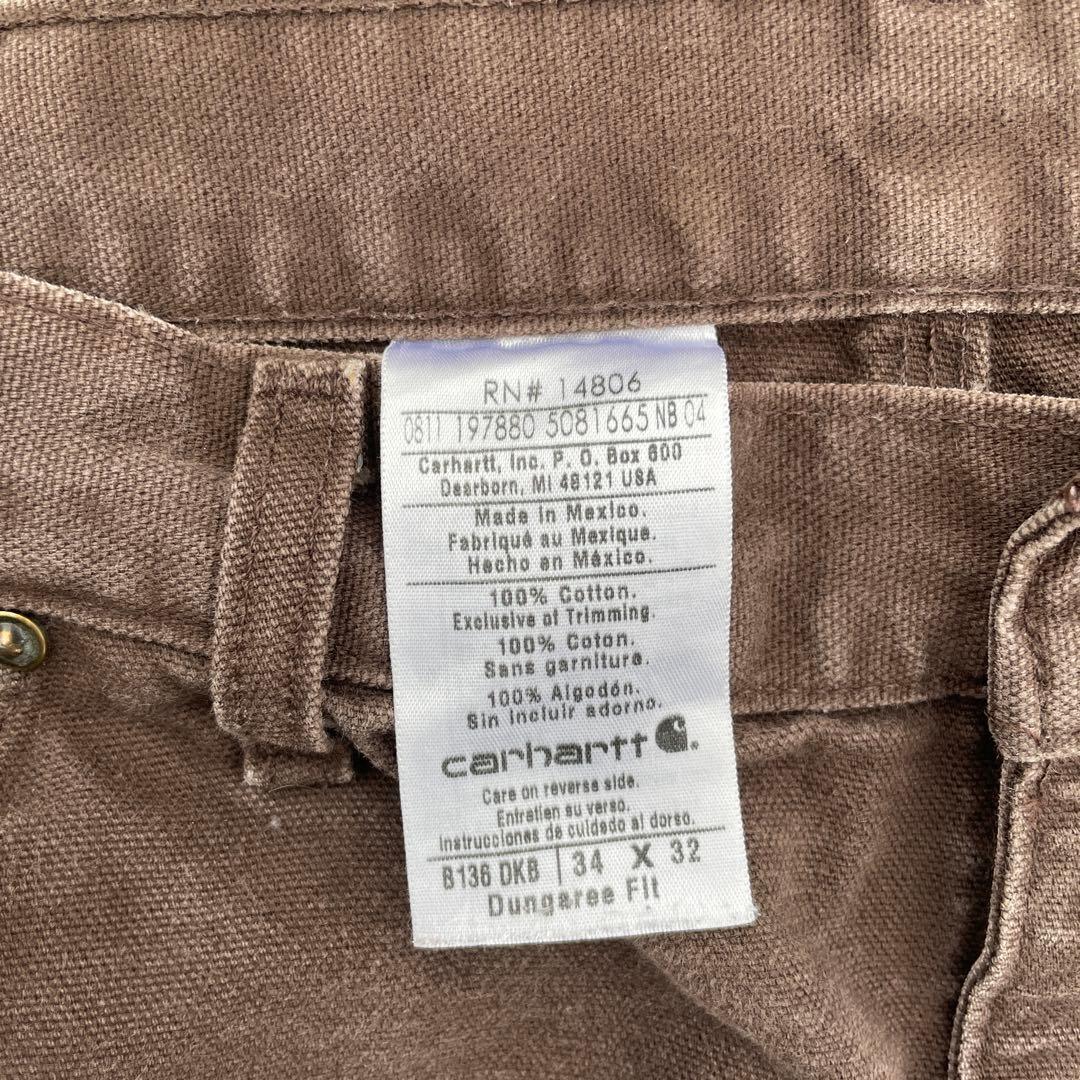 RN# 14806
0811 197880 5081665 NB 04
Carhartt, Inc. P. O. Box 600
Dearborn, MI 48121 USA
Made in Mexico.
Fabriqué au Mexique.
Hecho en México.
100% Cotton.
Exclusive of Trimming.
100% Coton.
Sans garniture.
100% Algodón.
Sin incluir adorno.
carhartt
Care on reverse side.
Entretien su verso.
Instrucciones de cuidado al dorso.
B136 DKB | 34 X 32
Dungaree Fit